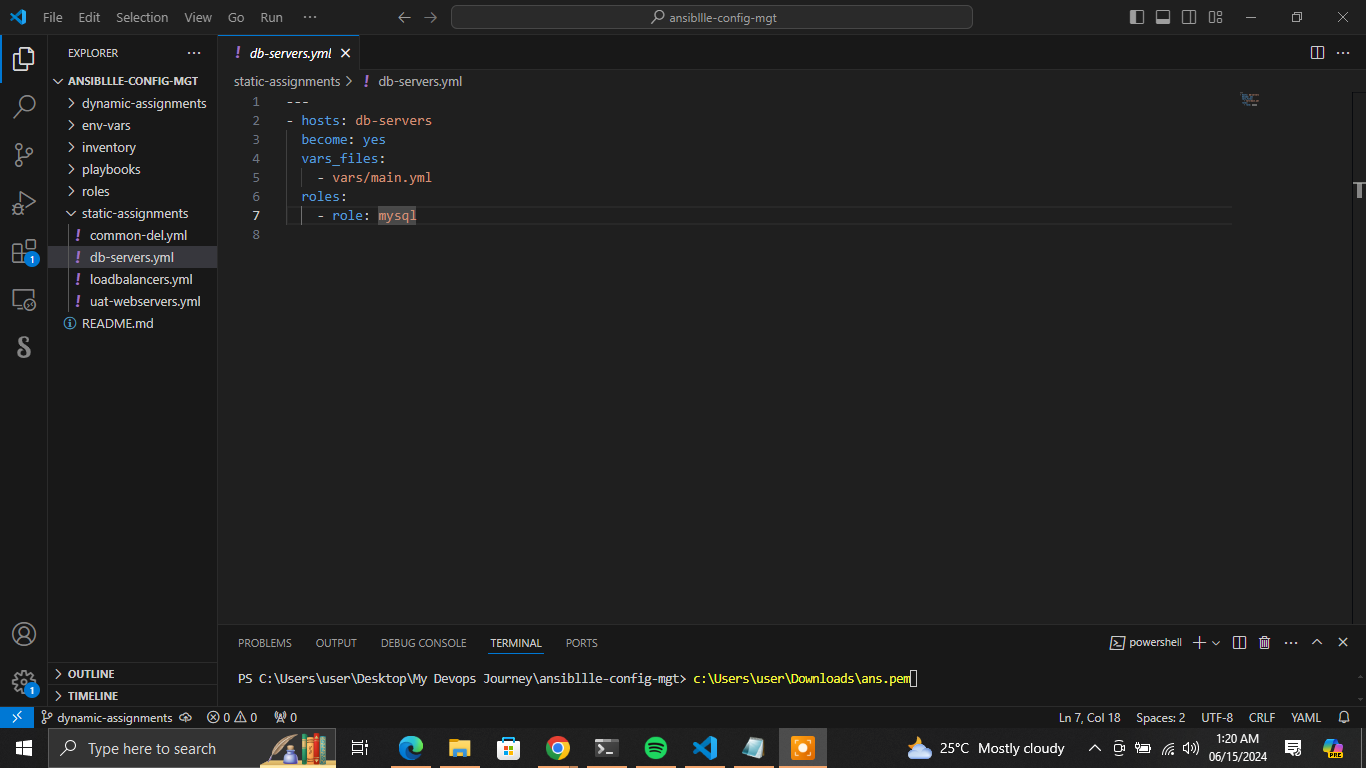 File Edit Selection View Go Run ··· ansibllle-config-mgt
EXPLORER ···
ANSIBLLLE-CONFIG-MGT
dynamic-assignments
env-vars
inventory
playbooks
roles
static-assignments
! common-del.yml
! db-servers.yml
! loadbalancers.yml
! uat-webservers.yml
README.md
OUTLINE
TIMELINE
1
1
! db-servers.yml
static-assignments > ! db-servers.yml
1 ---
2 - hosts: db-servers
3 become: yes
4 vars_files:
5 - vars/main.yml
6 roles:
7 - role: mysql
8
PROBLEMS OUTPUT DEBUG CONSOLE TERMINAL PORTS powershell
PS C:\Users\user\Desktop\My Devops Journey\ansibllle-config-mgt> c:\Users\user\Downloads\ans.pem
dynamic-assignments 0 0 0 Ln 7, Col 18 Spaces: 2 UTF-8 CRLF YAML
Type here to search 25°C Mostly cloudy 1:20 AM
06/15/2024
PRE